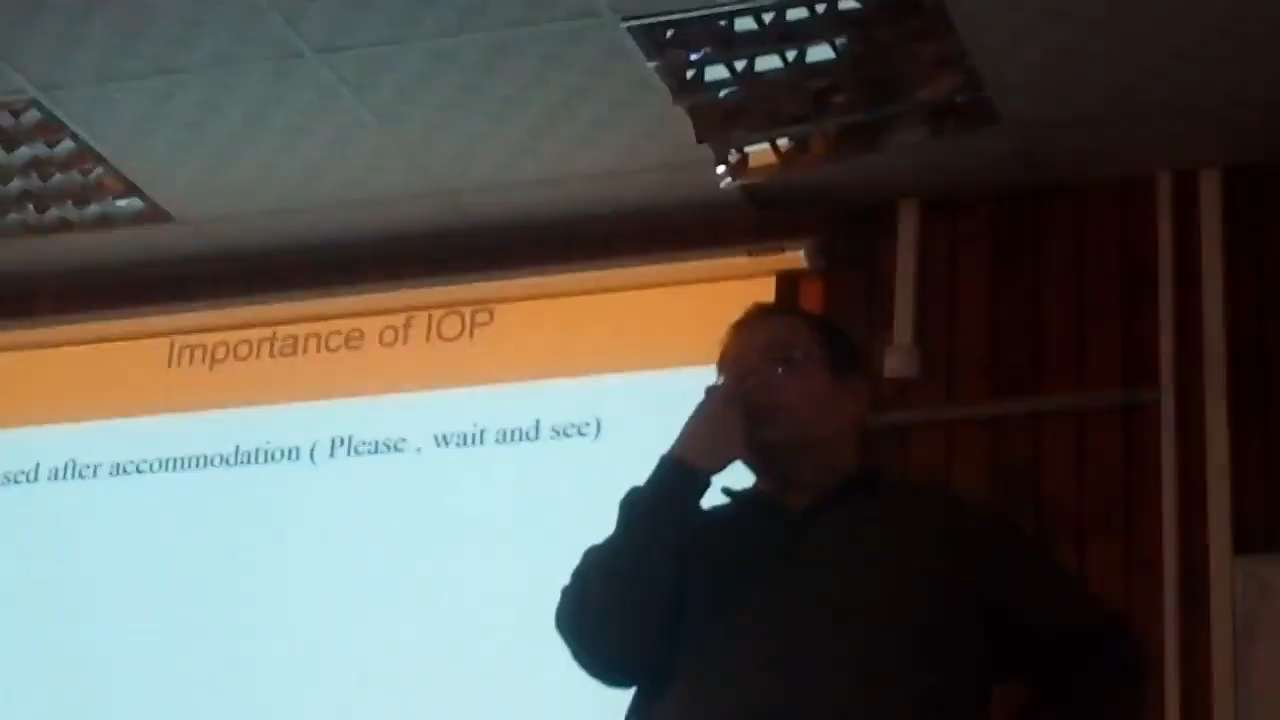 Importance of IOP
sed after accommodation ( Please , wait and see)